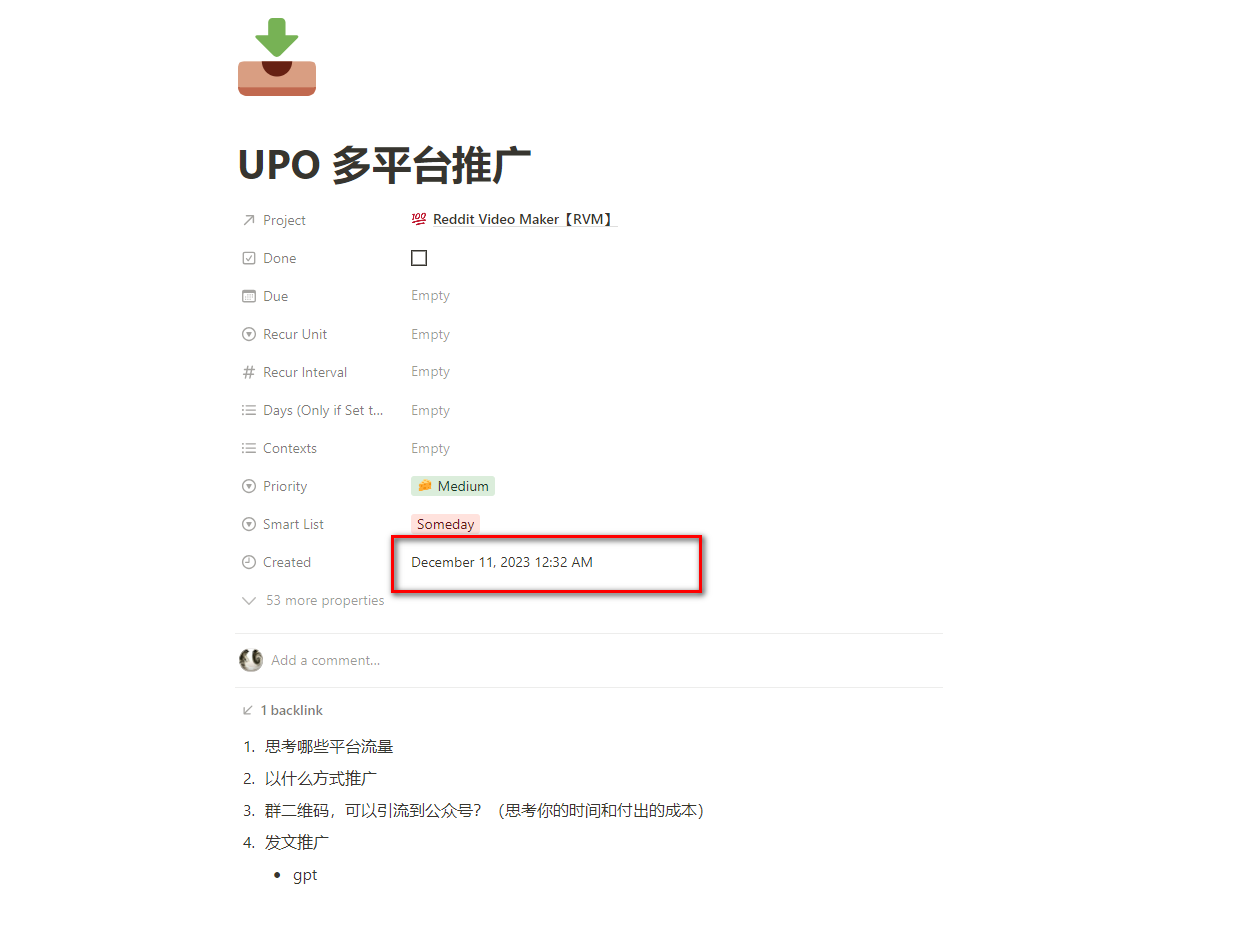 UPO 多平台推广
Project 💯 Reddit Video Maker【RVM】
Done
Due Empty
Recur Unit Empty
Recur Interval Empty
Days (Only if Set t... Empty
Contexts Empty
Priority Medium
Smart List Someday
Created December 11, 2023 12:32 AM
53 more properties
Add a comment...
1 backlink
1. 思考哪些平台流量
2. 以什么方式推广
3. 群二维码，可以引流到公众号？（思考你的时间和付出的成本）
4. 发文推广
• gpt